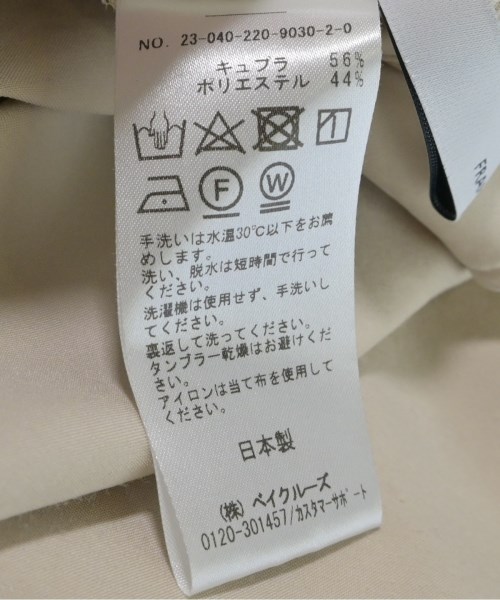 NO. 23-040-220-9030-2-0
キュプラ 56%
ポリエステル 44%
F W
手洗いは水温30℃以下をお薦
めします。
洗い、脱水は短時間で行って
ください。
洗濯機は使用せず、手洗いし
てください。
裏返して洗ってください。
タンブラー乾燥はお避けくだ
さい。
アイロンは当て布を使用して
ください。
日本製
(株) ベイクルーズ
0120-301457/カスタマーサポート